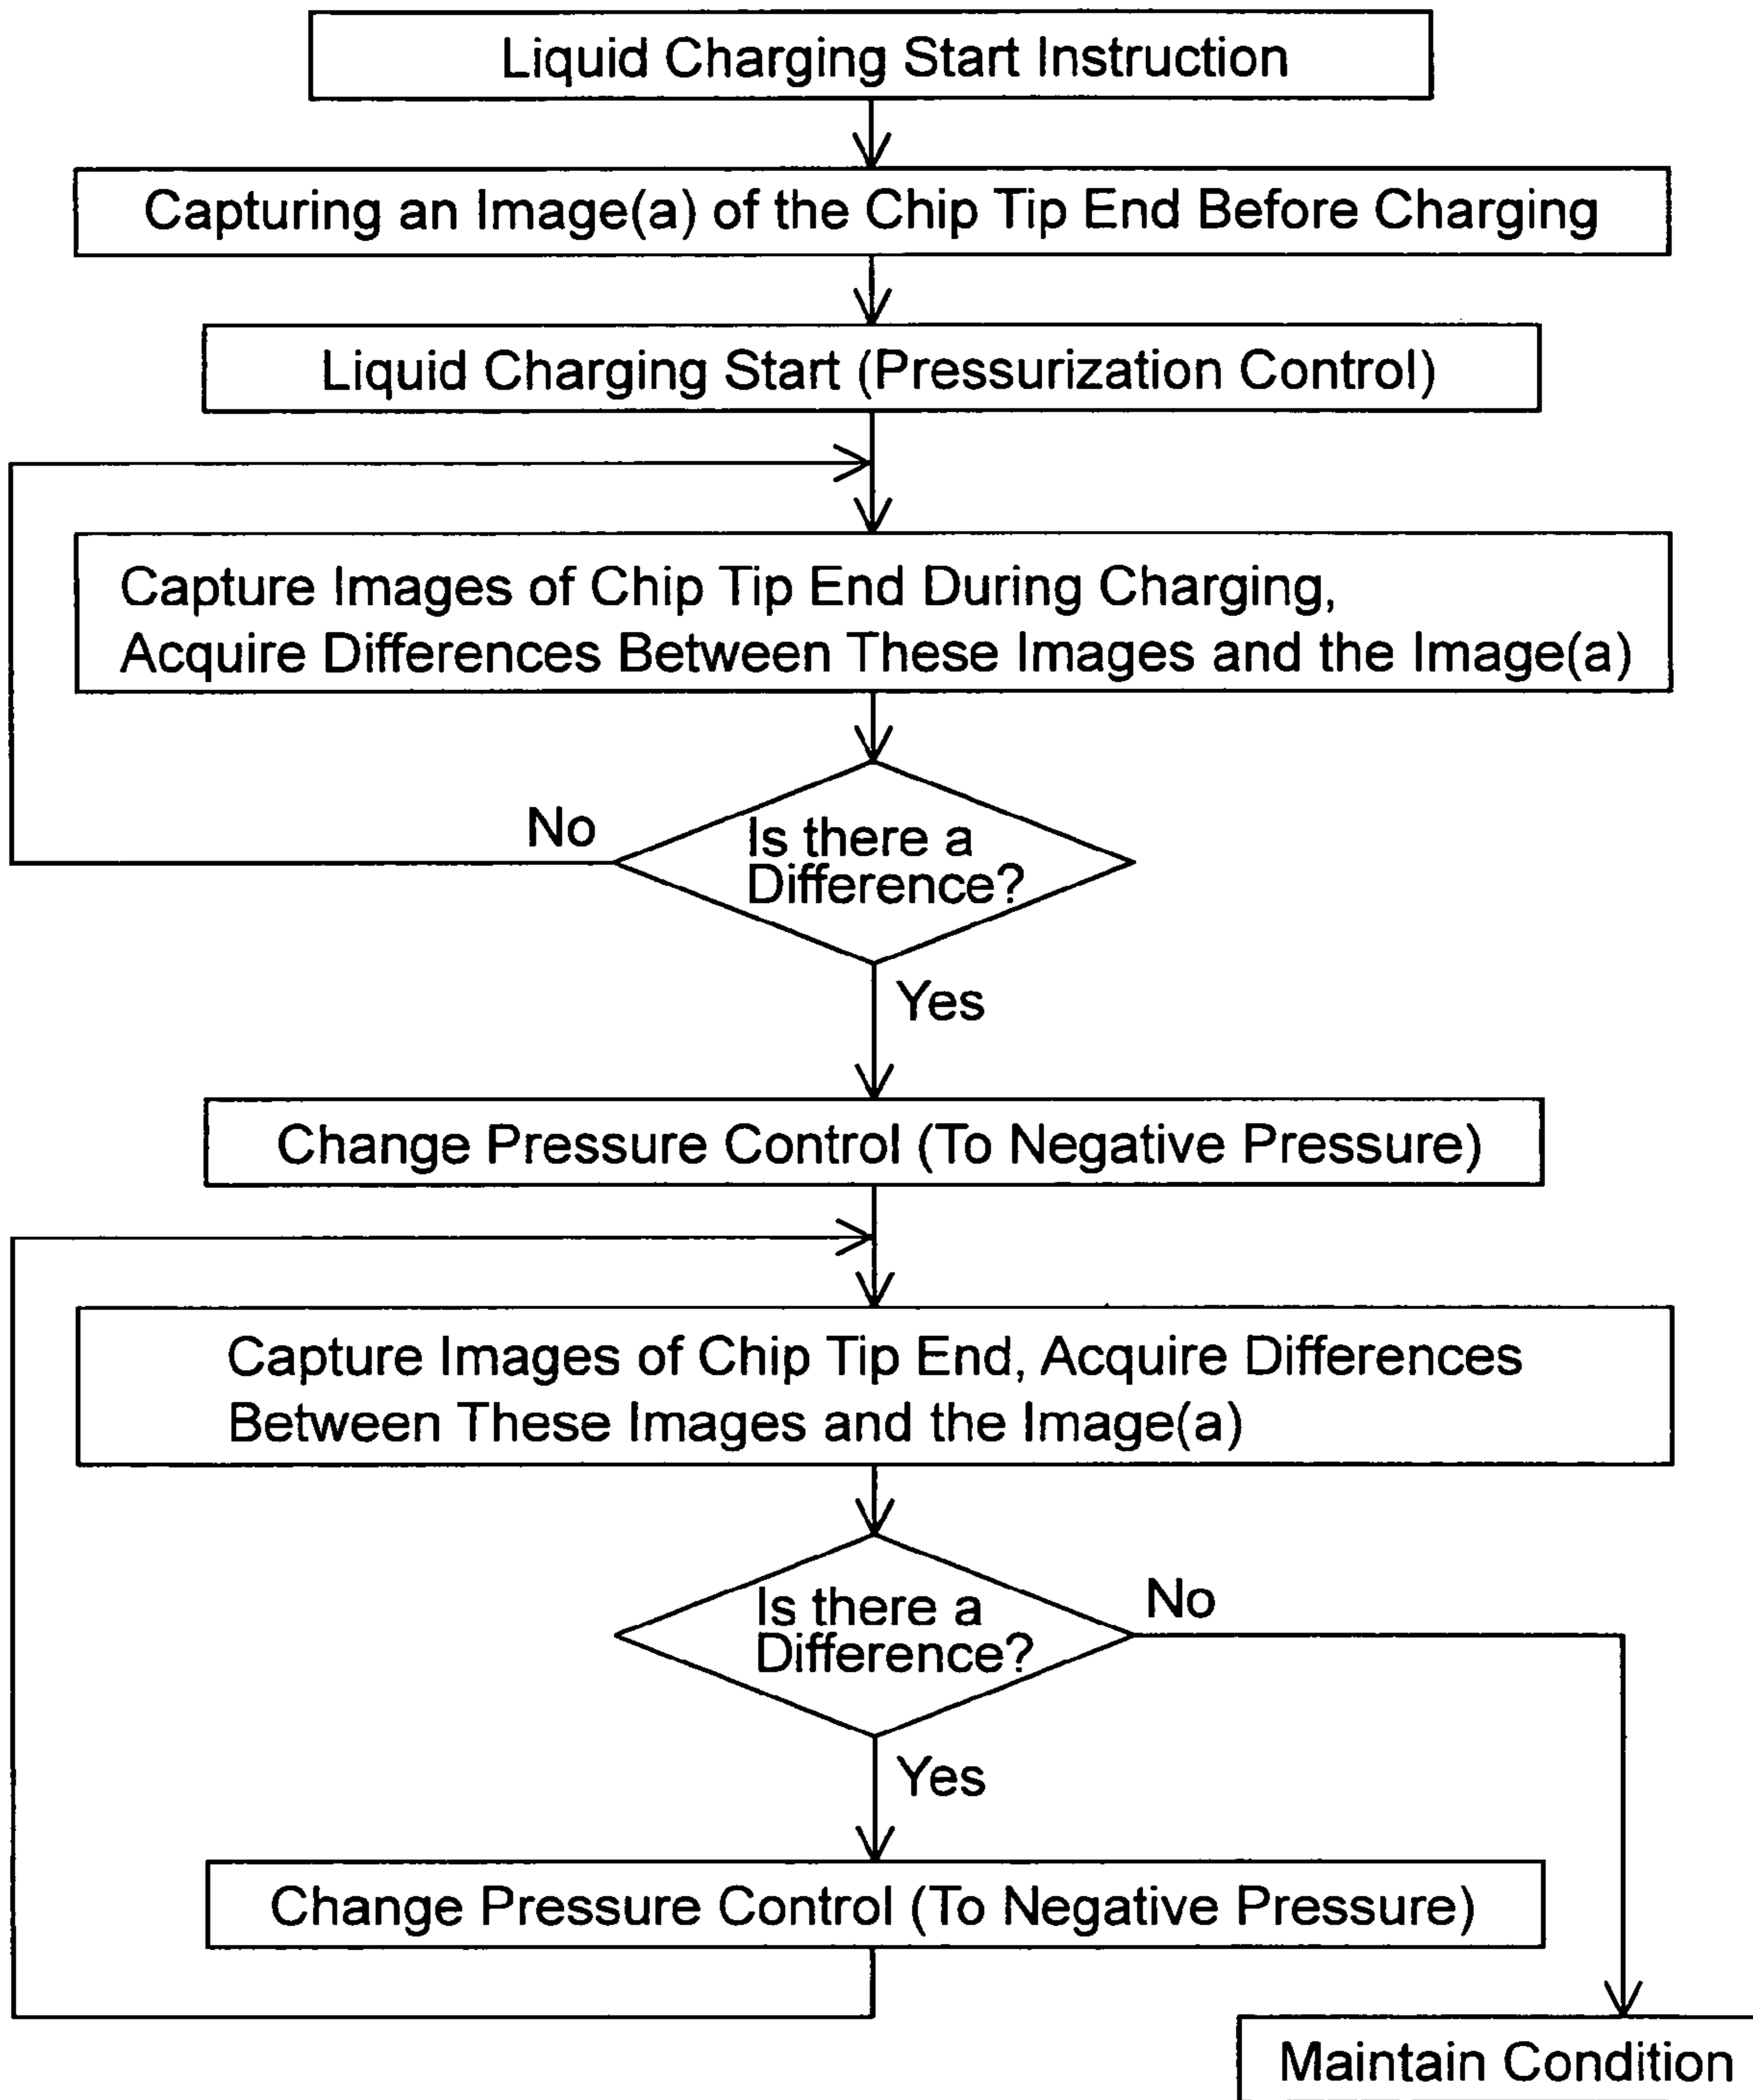 Liquid Charging Start Instruction
Capturing an Image(a) of the Chip Tip End Before Charging
Liquid Charging Start (Pressurization Control)
Capture Images of Chip Tip End During Charging,
Acquire Differences Between These Images and the Image(a)
No
Is there a
Difference?
Yes
Change Pressure Control (To Negative Pressure)
Capture Images of Chip Tip End, Acquire Differences
Between These Images and the Image(a)
Is there a
Difference?
No
Yes
Change Pressure Control (To Negative Pressure)
Maintain Condition